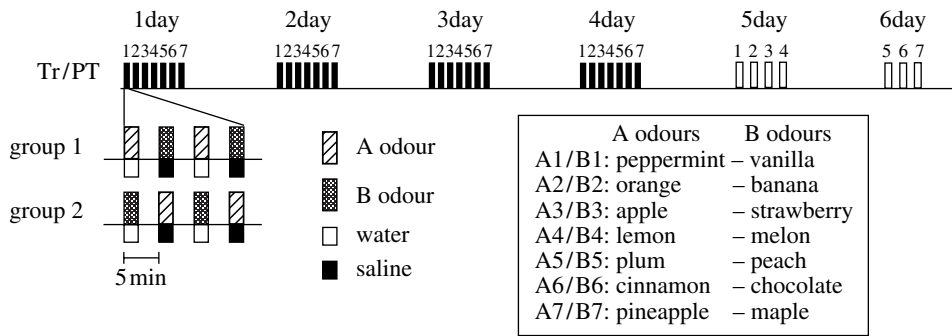 1day 2day 3day 4day 5day 6day
1234567 1234567 1234567 1234567 1 2 3 4 5 6 7
Tr/PT
group 1
group 2
5 min
A odour
B odour
water
saline
A odours B odours
A1/B1: peppermint – vanilla
A2/B2: orange – banana
A3/B3: apple – strawberry
A4/B4: lemon – melon
A5/B5: plum – peach
A6/B6: cinnamon – chocolate
A7/B7: pineapple – maple